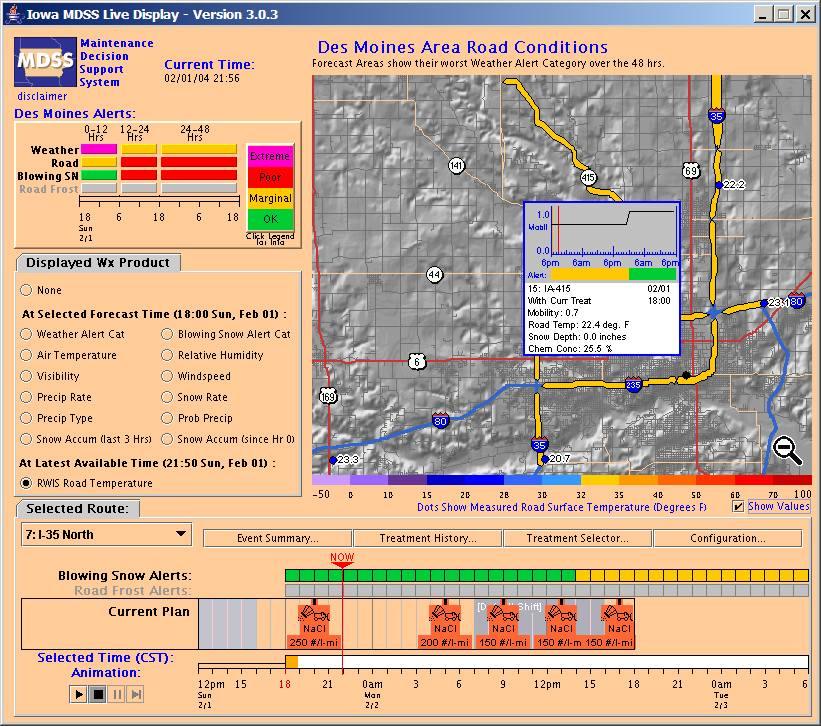 Iowa MDSS Live Display - Version 3.0.3
MDSS
Maintenance
Decision
Support
System
disclaimer
Current Time:
02/01/04 21:56
Des Moines Alerts:
0-12 Hrs 12-24 Hrs 24-48 Hrs
Weather
Road
Blowing SN
Road Frost
18 6 18 6 18
Sun
2/1
Extreme
Poor
Marginal
OK
Click Legend
for Info
Displayed Wx Product
None
At Selected Forecast Time (18:00 Sun, Feb 01) :
Weather Alert Cat Blowing Snow Alert Cat
Air Temperature Relative Humidity
Visibility Windspeed
Precip Rate Snow Rate
Precip Type Prob Precip
Snow Accum (last 3 Hrs) Snow Accum (since Hr 0)
At Latest Available Time (21:50 Sun, Feb 01) :
RWIS Road Temperature
Des Moines Area Road Conditions
Forecast Areas show their worst Weather Alert Category over the 48 hrs.
35
141
415
69
22.2
44
6
169
80
23.1
80
235
35
23.3
20.7
1.0
Mobil
0.0
6pm 6am 6pm 6am 6pm
Alert:
15: IA-415 02/01
With Curr Treat 18:00
Mobility: 0.7
Road Temp: 22.4 deg. F
Snow Depth: 0.0 inches
Chem Conc: 25.5 %
-50 0 10 15 20 28 30 32 35 40 50 60 70 100
Dots Show Measured Road Surface Temperature (Degrees F)
Show Values
Selected Route:
7: I-35 North
Event Summary... Treatment History... Treatment Selector... Configuration...
NOW
Blowing Snow Alerts:
Road Frost Alerts:
Current Plan
NaCl NaCl NaCl NaCl NaCl
250 #/l-mi 200 #/l-mi 150 #/l-mi 150 #/l-m 150 #/l-mi
Selected Time (CST):
Animation:
12pm 15 18 21 0am 3 6 9 12pm 15 18 21 0am 3 6
Sun Mon Tue
2/1 2/2 2/3